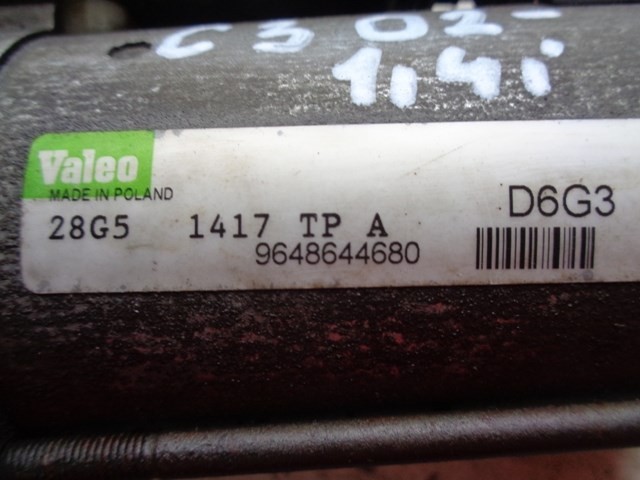 C3 02-
1,4i
Valeo
MADE IN POLAND
D6G3
28G5 1417 TP A
9648644680